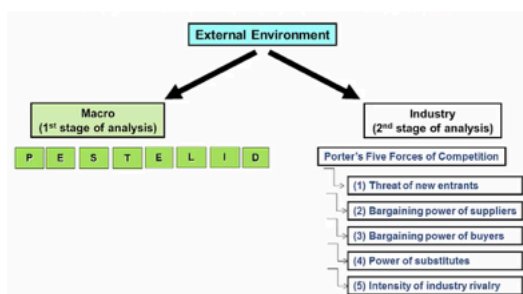 External Environment
Macro
(1st stage of analysis)
Industry
(2nd stage of analysis)
P E S T E L I D
Porter's Five Forces of Competition
(1) Threat of new entrants
(2) Bargaining power of suppliers
(3) Bargaining power of buyers
(4) Power of substitutes
(5) Intensity of industry rivalry